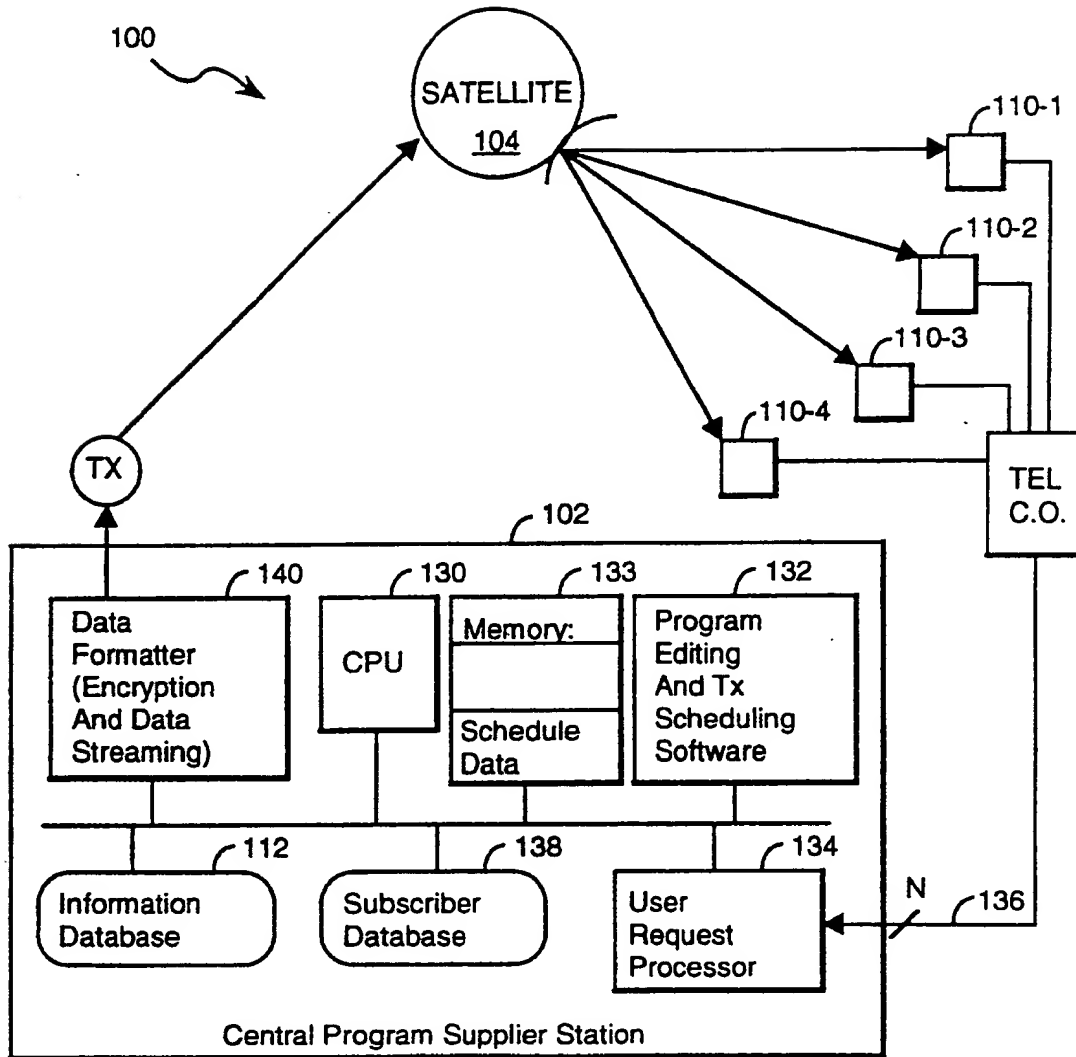 100
SATELLITE
104
110-1
110-2
110-3
110-4
TX
TEL
C.O.
102
140
130
133
132
Data
Formatter
(Encryption
And Data
Streaming)
CPU
Memory:
Schedule
Data
Program
Editing
And Tx
Scheduling
Software
112
138
134
Information
Database
Subscriber
Database
User
Request
Processor
N
136
Central Program Supplier Station